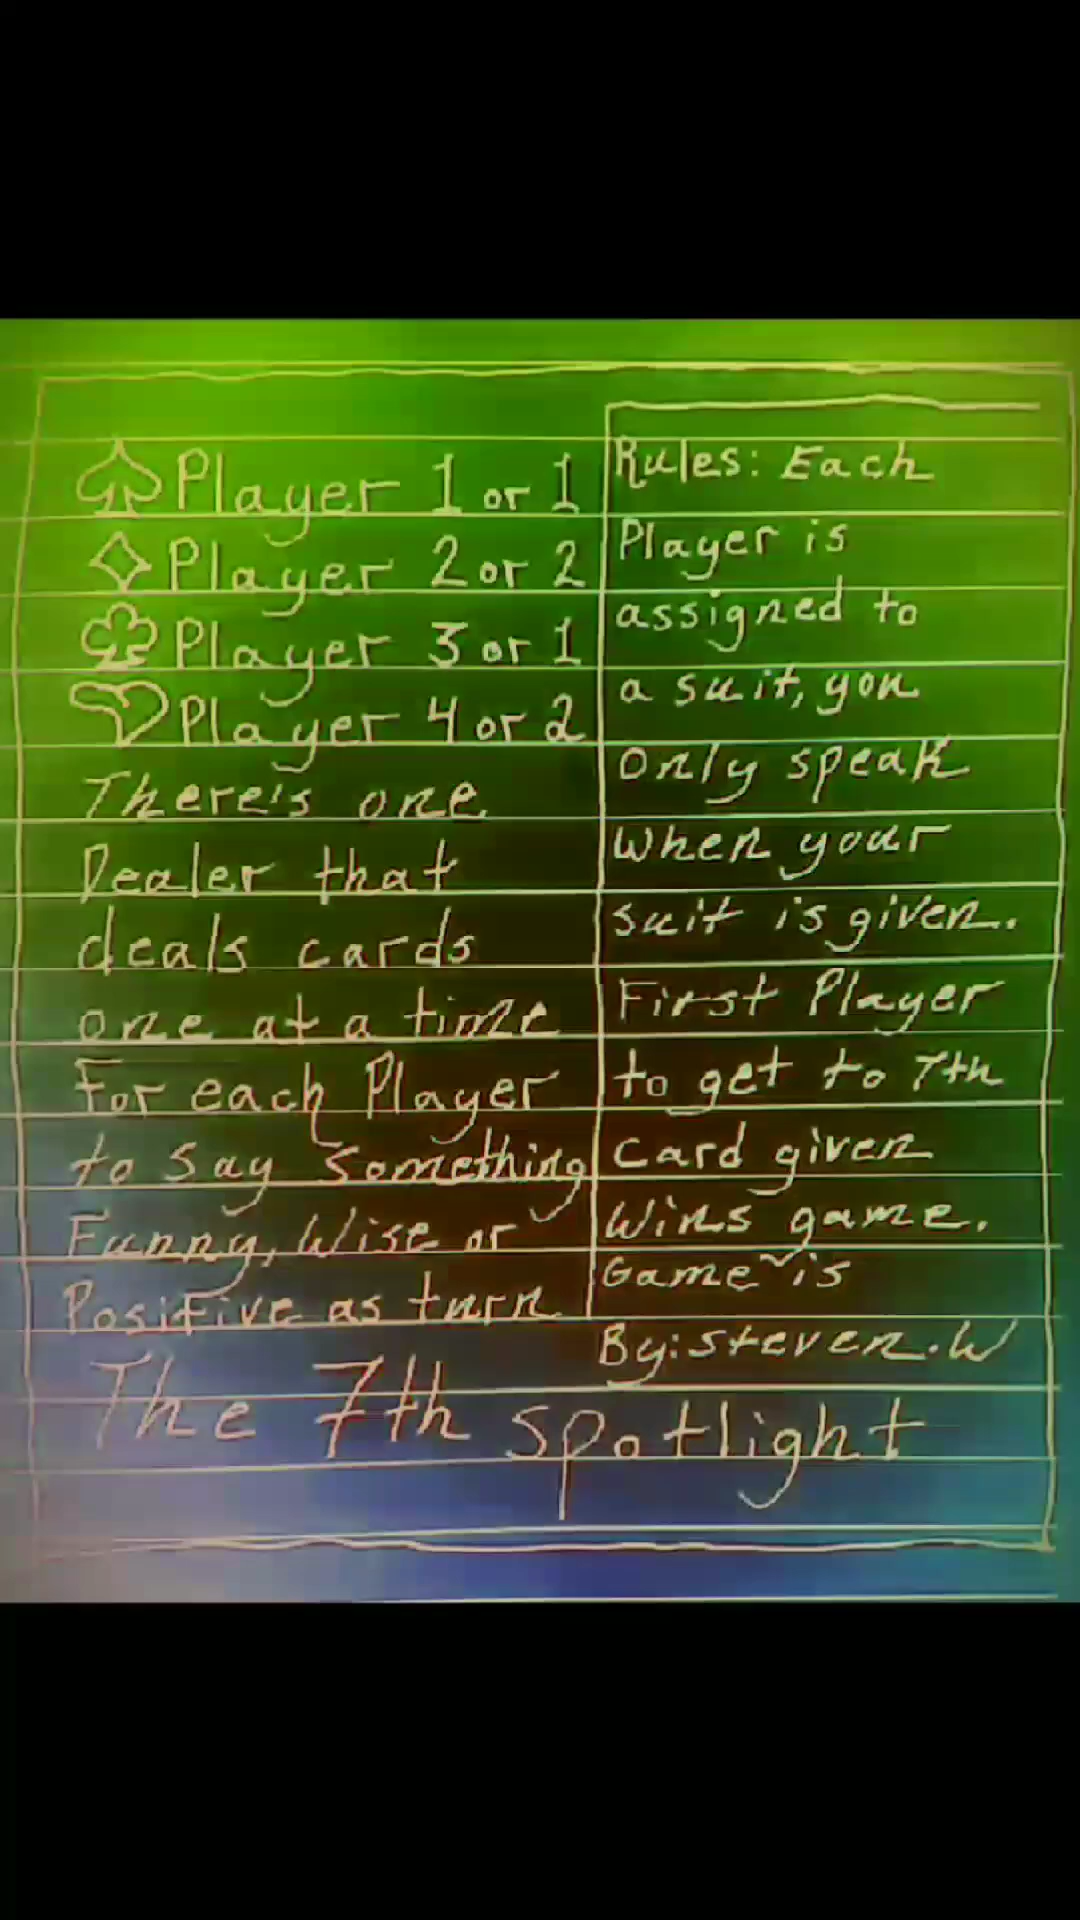 ♤ Player 1 or 1
♢ Player 2 or 2
♧ Player 3 or 1
♡ Player 4 or 2
There's one
Dealer that
deals cards
one at a time
For each Player
to say something
Funny, Wise or
Positive as turn
Rules: Each
Player is
assigned to
a suit, you
Only speak
When your
suit is given.
First Player
to get to 7th
Card given
Wins game.
Game~is
By:steven.W
The 7th spotlight